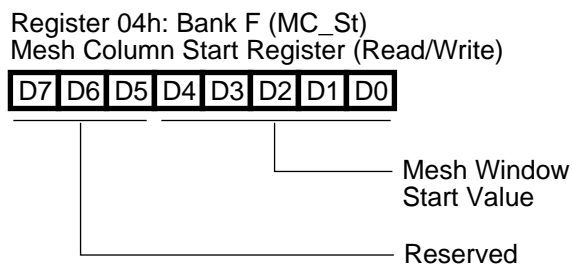 Register 04h: Bank F (MC_St)
Mesh Column Start Register (Read/Write)
D7 D6 D5 D4 D3 D2 D1 D0
Mesh Window
Start Value
Reserved